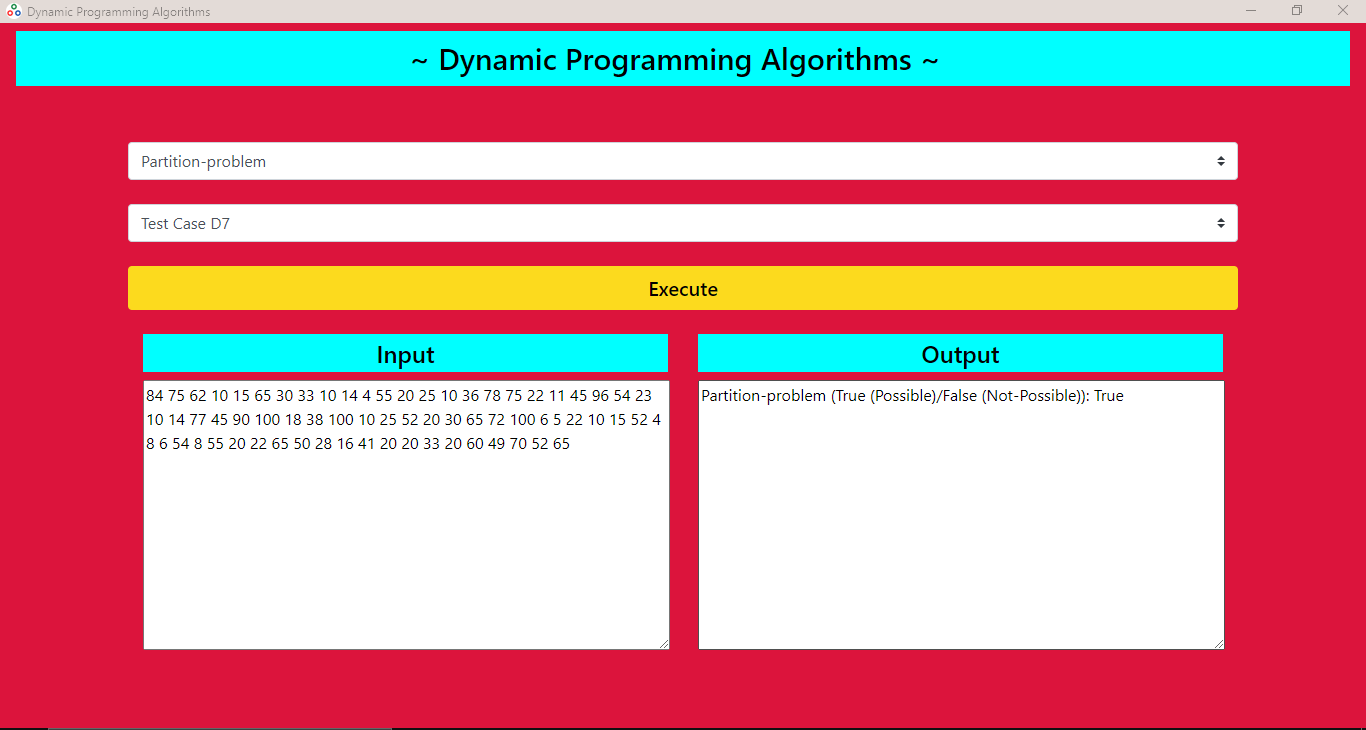 Dynamic Programming Algorithms
~ Dynamic Programming Algorithms ~
Partition-problem
Test Case D7
Execute
Input
Output
84 75 62 10 15 65 30 33 10 14 4 55 20 25 10 36 78 75 22 11 45 96 54 23
10 14 77 45 90 100 18 38 100 10 25 52 20 30 65 72 100 6 5 22 10 15 52 4
8 6 54 8 55 20 22 65 50 28 16 41 20 20 33 20 60 49 70 52 65
Partition-problem (True (Possible)/False (Not-Possible)): True